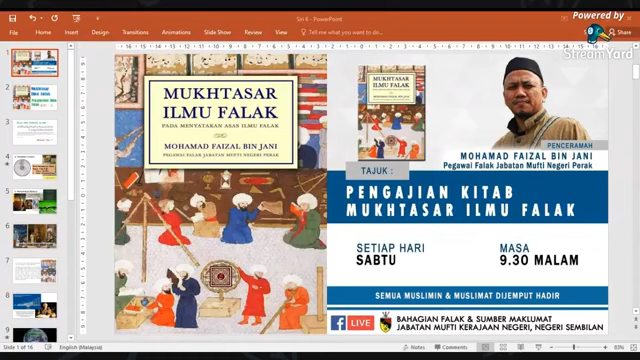 Siri 6 - PowerPoint
Powered by
StreamYard
File
Home
Insert
Design
Transitions
Animations
Slide Show
Review
View
Tell me what you want to do...
Share
MUKHTASAR
ILMU FALAK
PADA MENYATAKAN ASAS ILMU FALAK
MOHAMAD FAIZAL BIN JANI
PEGAWAI FALAK JABATAN MUFTI NEGERI PERAK
PENCERAMAH
MOHAMAD FAIZAL BIN JANI
Pegawai Falak Jabatan Mufti Negeri Perak
TAJUK :
PENGAJIAN KITAB
MUKHTASAR ILMU FALAK
SETIAP HARI
SABTU
MASA
9.30 MALAM
SEMUA MUSLIMIN & MUSLIMAT DIJEMPUT HADIR
LIVE
BAHAGIAN FALAK & SUMBER MAKLUMAT
JABATAN MUFTI KERAJAAN NEGERI, NEGERI SEMBILAN
Slide 1 of 16
English (Malaysia)
Notes
Comments
83%